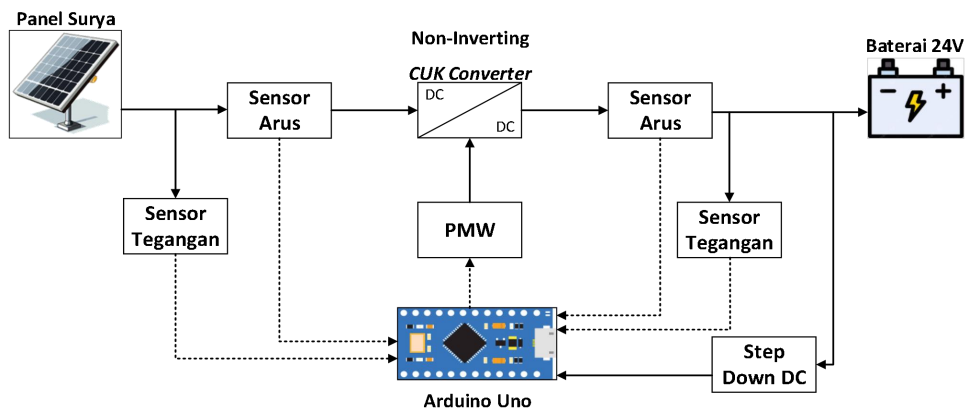 Panel Surya
Non-Inverting
CUK Converter
Baterai 24V
Sensor
Arus
DC
DC
Sensor
Arus
Sensor
Tegangan
PMW
Sensor
Tegangan
Step
Down DC
Arduino Uno